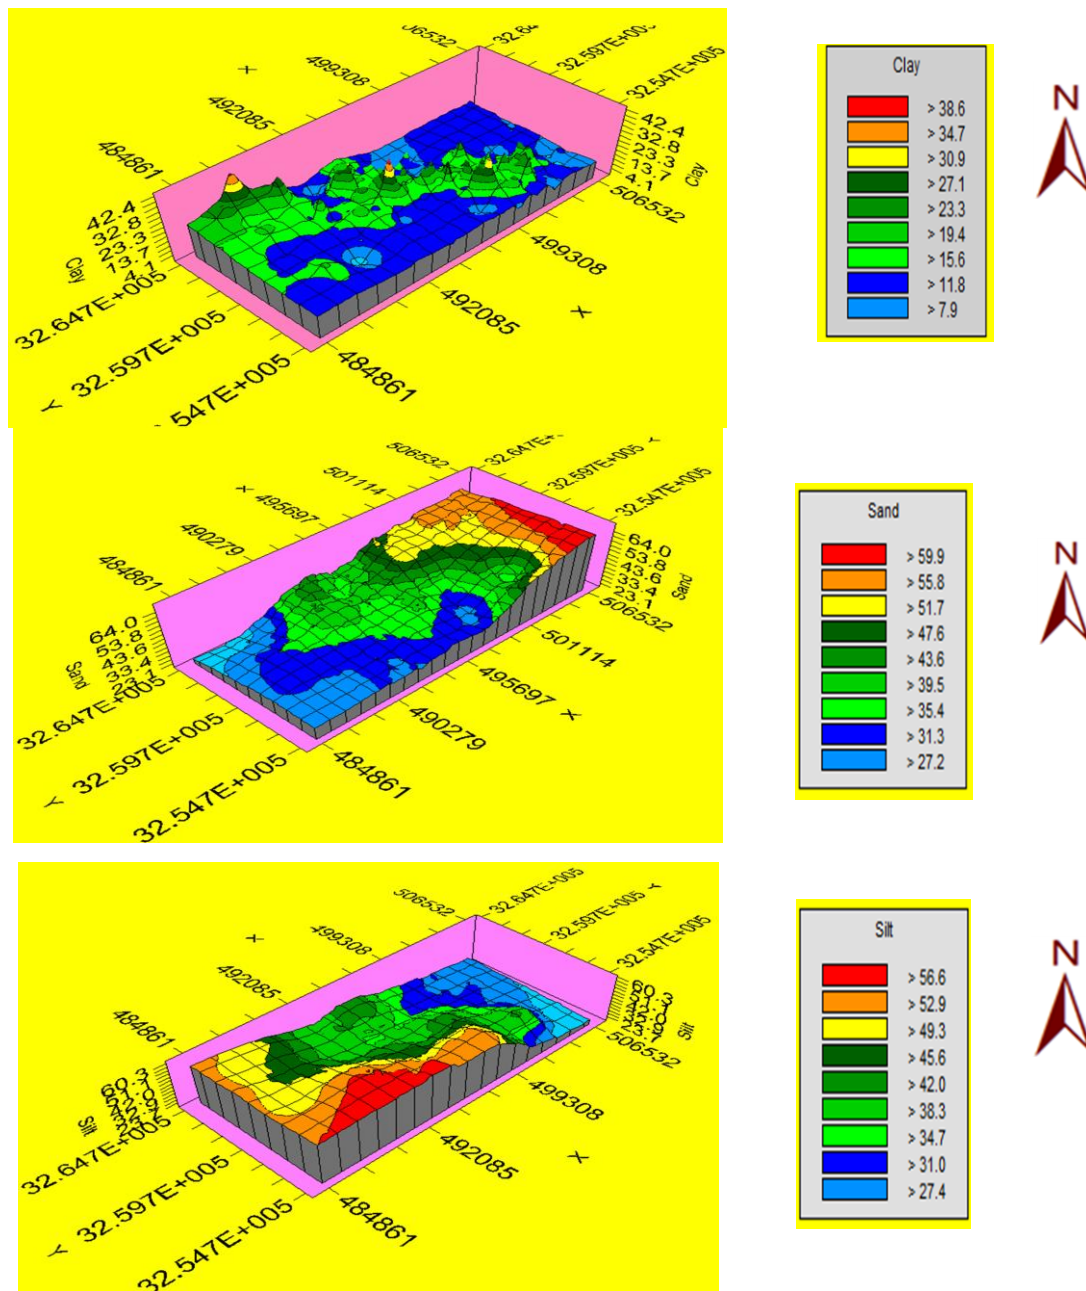 Clay
> 38.6
> 34.7
> 30.9
> 27.1
> 23.3
> 19.4
> 15.6
> 11.8
> 7.9
N
32.597E+005
32.547E+005
499308
492085
484861
X
42.4
32.8
23.3
13.7
4.1
Clay
506532
499308
492085
484861
X
42.4
32.8
23.3
13.7
4.1
Clay
32.647E+005
32.597E+005
547E+005
Y
Sand
> 59.9
> 55.8
> 51.7
> 47.6
> 43.6
> 39.5
> 35.4
> 31.3
> 27.2
N
506532
501114
495697
490279
484861
X
32.597E+005
32.547E+005
Y
64.0
53.8
43.6
33.4
23.1
Sand
506532
501114
495697
490279
484861
X
64.0
53.8
43.6
33.4
23.1
Sand
32.647E+005
32.597E+005
32.547E+005
Y
Silt
> 56.6
> 52.9
> 49.3
> 45.6
> 42.0
> 38.3
> 34.7
> 31.0
> 27.4
N
506532
499308
492085
484861
X
32.647E+005
32.597E+005
32.547E+005
Y
Silt
506532
499308
492085
484861
X
60.3
Silt
32.647E+005
32.597E+005
32.547E+005
Y